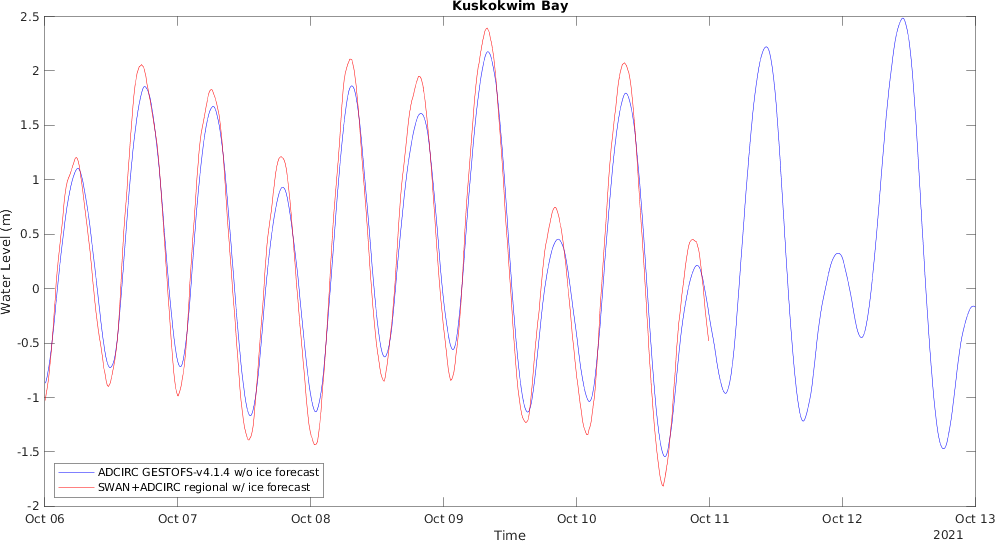 Kuskokwim Bay
2.5
2
1.5
1
0.5
0
-0.5
-1
-1.5
-2
Water Level (m)
ADCIRC GESTOFS-v4.1.4 w/o ice forecast
SWAN+ADCIRC regional w/ ice forecast
Oct 06 Oct 07 Oct 08 Oct 09 Oct 10 Oct 11 Oct 12 Oct 13
Time
2021